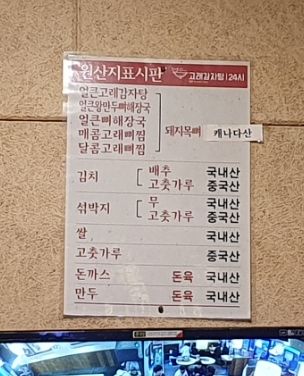 원산지표시판 고래감자탕 24시
얼큰고래감자탕
얼큰왕만두뼈해장국
얼큰뼈해장국
매콤고래뼈찜
달콤고래뼈찜
돼지목뼈 캐나다산
김치 배추 국내산
고춧가루 중국산
섞박지 무 국내산
고춧가루 중국산
쌀 국내산
고춧가루 중국산
돈까스 돈육 국내산
만두 돈육 국내산